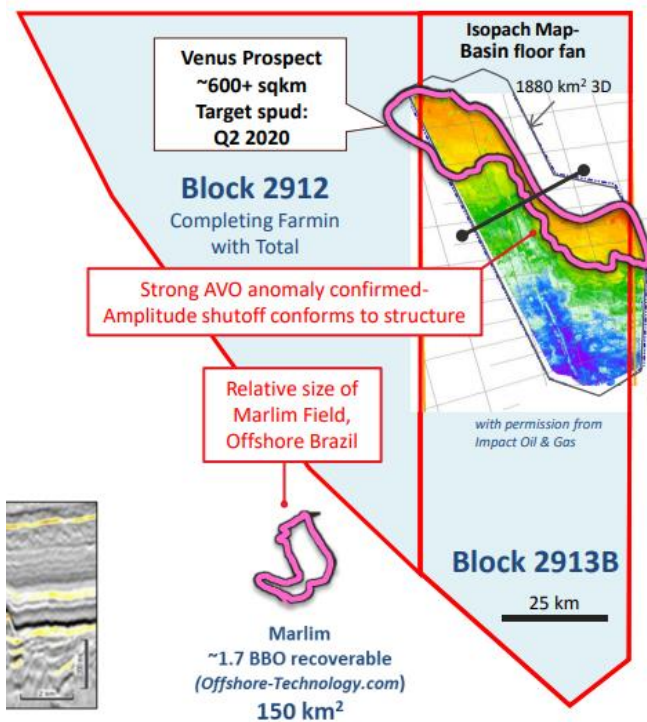 Isopach Map-
Basin floor fan
1880 km² 3D
Venus Prospect
~600+ sqkm
Target spud:
Q2 2020
Block 2912
Completing Farmin
with Total
Strong AVO anomaly confirmed-
Amplitude shutoff conforms to structure
Relative size of
Marlim Field,
Offshore Brazil
with permission from
Impact Oil & Gas
Block 2913B
25 km
Marlim
~1.7 BBO recoverable
(Offshore-Technology.com)
150 km²
2 km